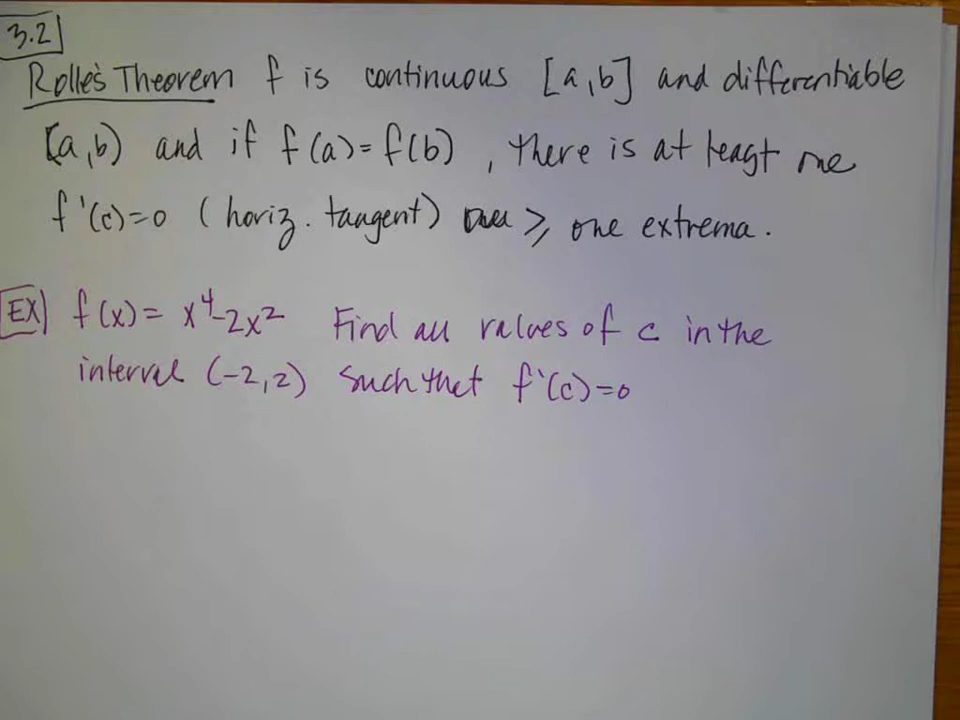 3.2
Rolle's Theorem f is continuous [a,b] and differentiable
(a,b) and if f(a)=f(b), there is at least one
f'(c)=0 (horiz. tangent) ⩾ one extrema.
EX) f(x)= x⁴-2x² Find all values of c in the
interval (-2,2) such that f'(c)=0